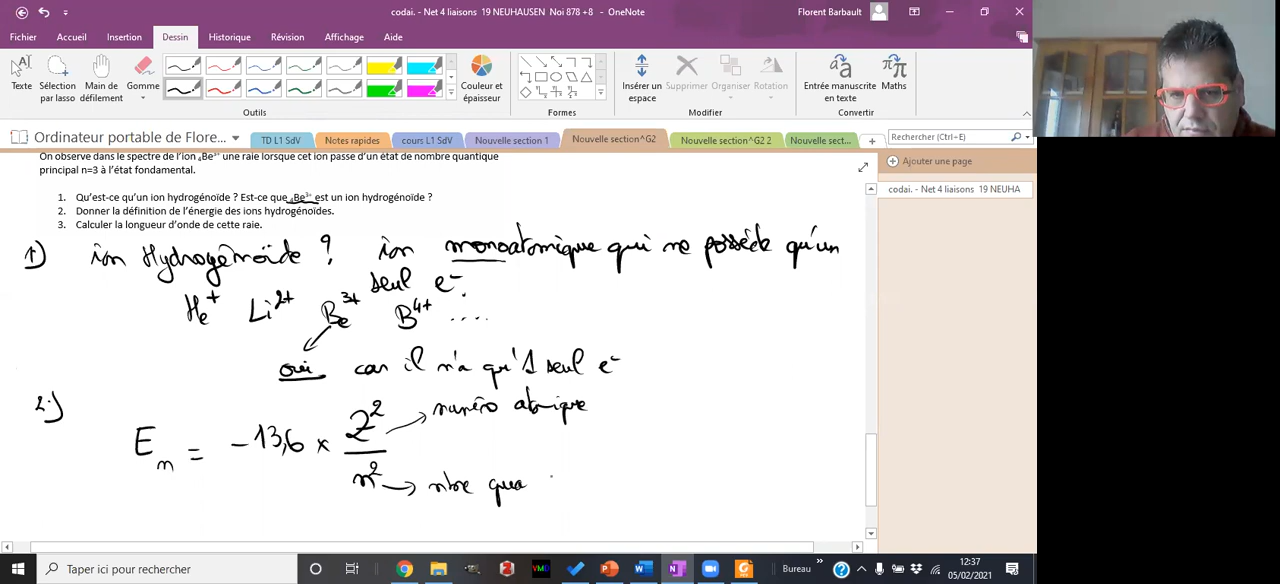 codai. - Net 4 liaisons 19 NEUHAUSEN Noi 878 +8 - OneNote
Florent Barbault
Fichier Accueil Insertion Dessin Historique Révision Affichage Aide
Texte
Sélection par lasso
Main de défilement
Gomme
Couleur et épaisseur
Insérer un espace
Supprimer
Organiser
Rotation
Entrée manuscrite en texte
Maths
Outils
Formes
Modifier
Convertir
Ordinateur portable de Flore...
TD L1 SdV
Notes rapides
cours L1 SdV
Nouvelle section 1
Nouvelle section^G2
Nouvelle section^G2 2
Nouvelle sect...
Rechercher (Ctrl+E)
Ajouter une page
codai. - Net 4 liaisons 19 NEUHA
On observe dans le spectre de l'ion ₄Be³⁺ une raie lorsque cet ion passe d'un état de nombre quantique
principal n=3 à l'état fondamental.
1. Qu'est-ce qu'un ion hydrogénoïde ? Est-ce que ₄Be³⁺ est un ion hydrogénoïde ?
2. Donner la définition de l'énergie des ions hydrogénoïdes.
3. Calculer la longueur d'onde de cette raie.
1) ion Hydrogénoïde ? ion monoatomique qui ne possède qu'un
seul e⁻.
He⁺ Li²⁺ Be³⁺ B⁴⁺ ....
oui car il n'a qu'1 seul e⁻
2.) Eₙ = -13,6 × Z²/n²
→ numéro atomique
→ nbre qua
Taper ici pour rechercher
Bureau
12:37
05/02/2021